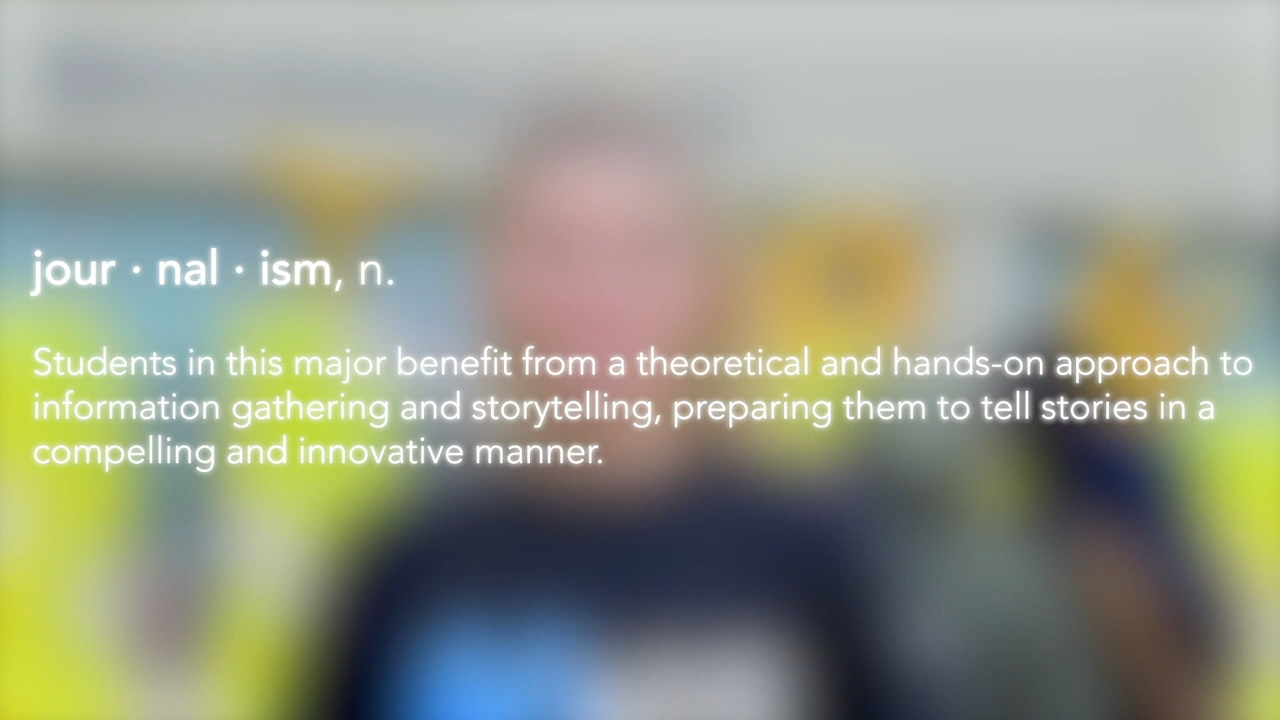 jour · nal · ism, n.
Students in this major benefit from a theoretical and hands-on approach to
information gathering and storytelling, preparing them to tell stories in a
compelling and innovative manner.